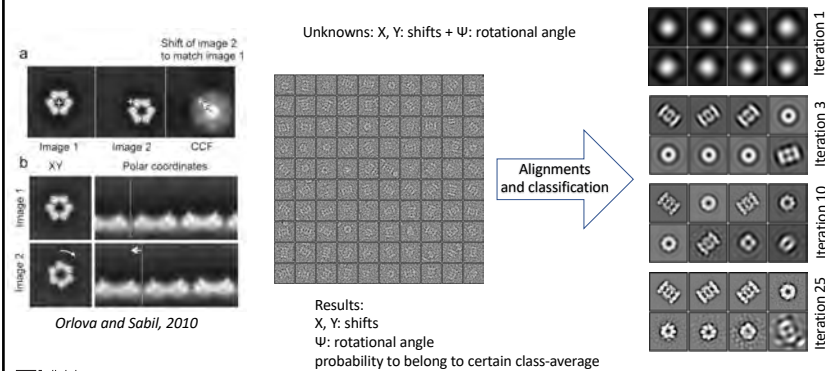 Unknowns: X, Y: shifts + Ψ: rotational angle
a
Shift of image 2
to match image 1
Image 1
Image 2
CCF
b
XY
Polar coordinates
Image 1
Image 2
Orlova and Sabil, 2010
Alignments
and classification
Results:
X, Y: shifts
Ψ: rotational angle
probability to belong to certain class-average
Iteration 1
Iteration 3
Iteration 10
Iteration 25